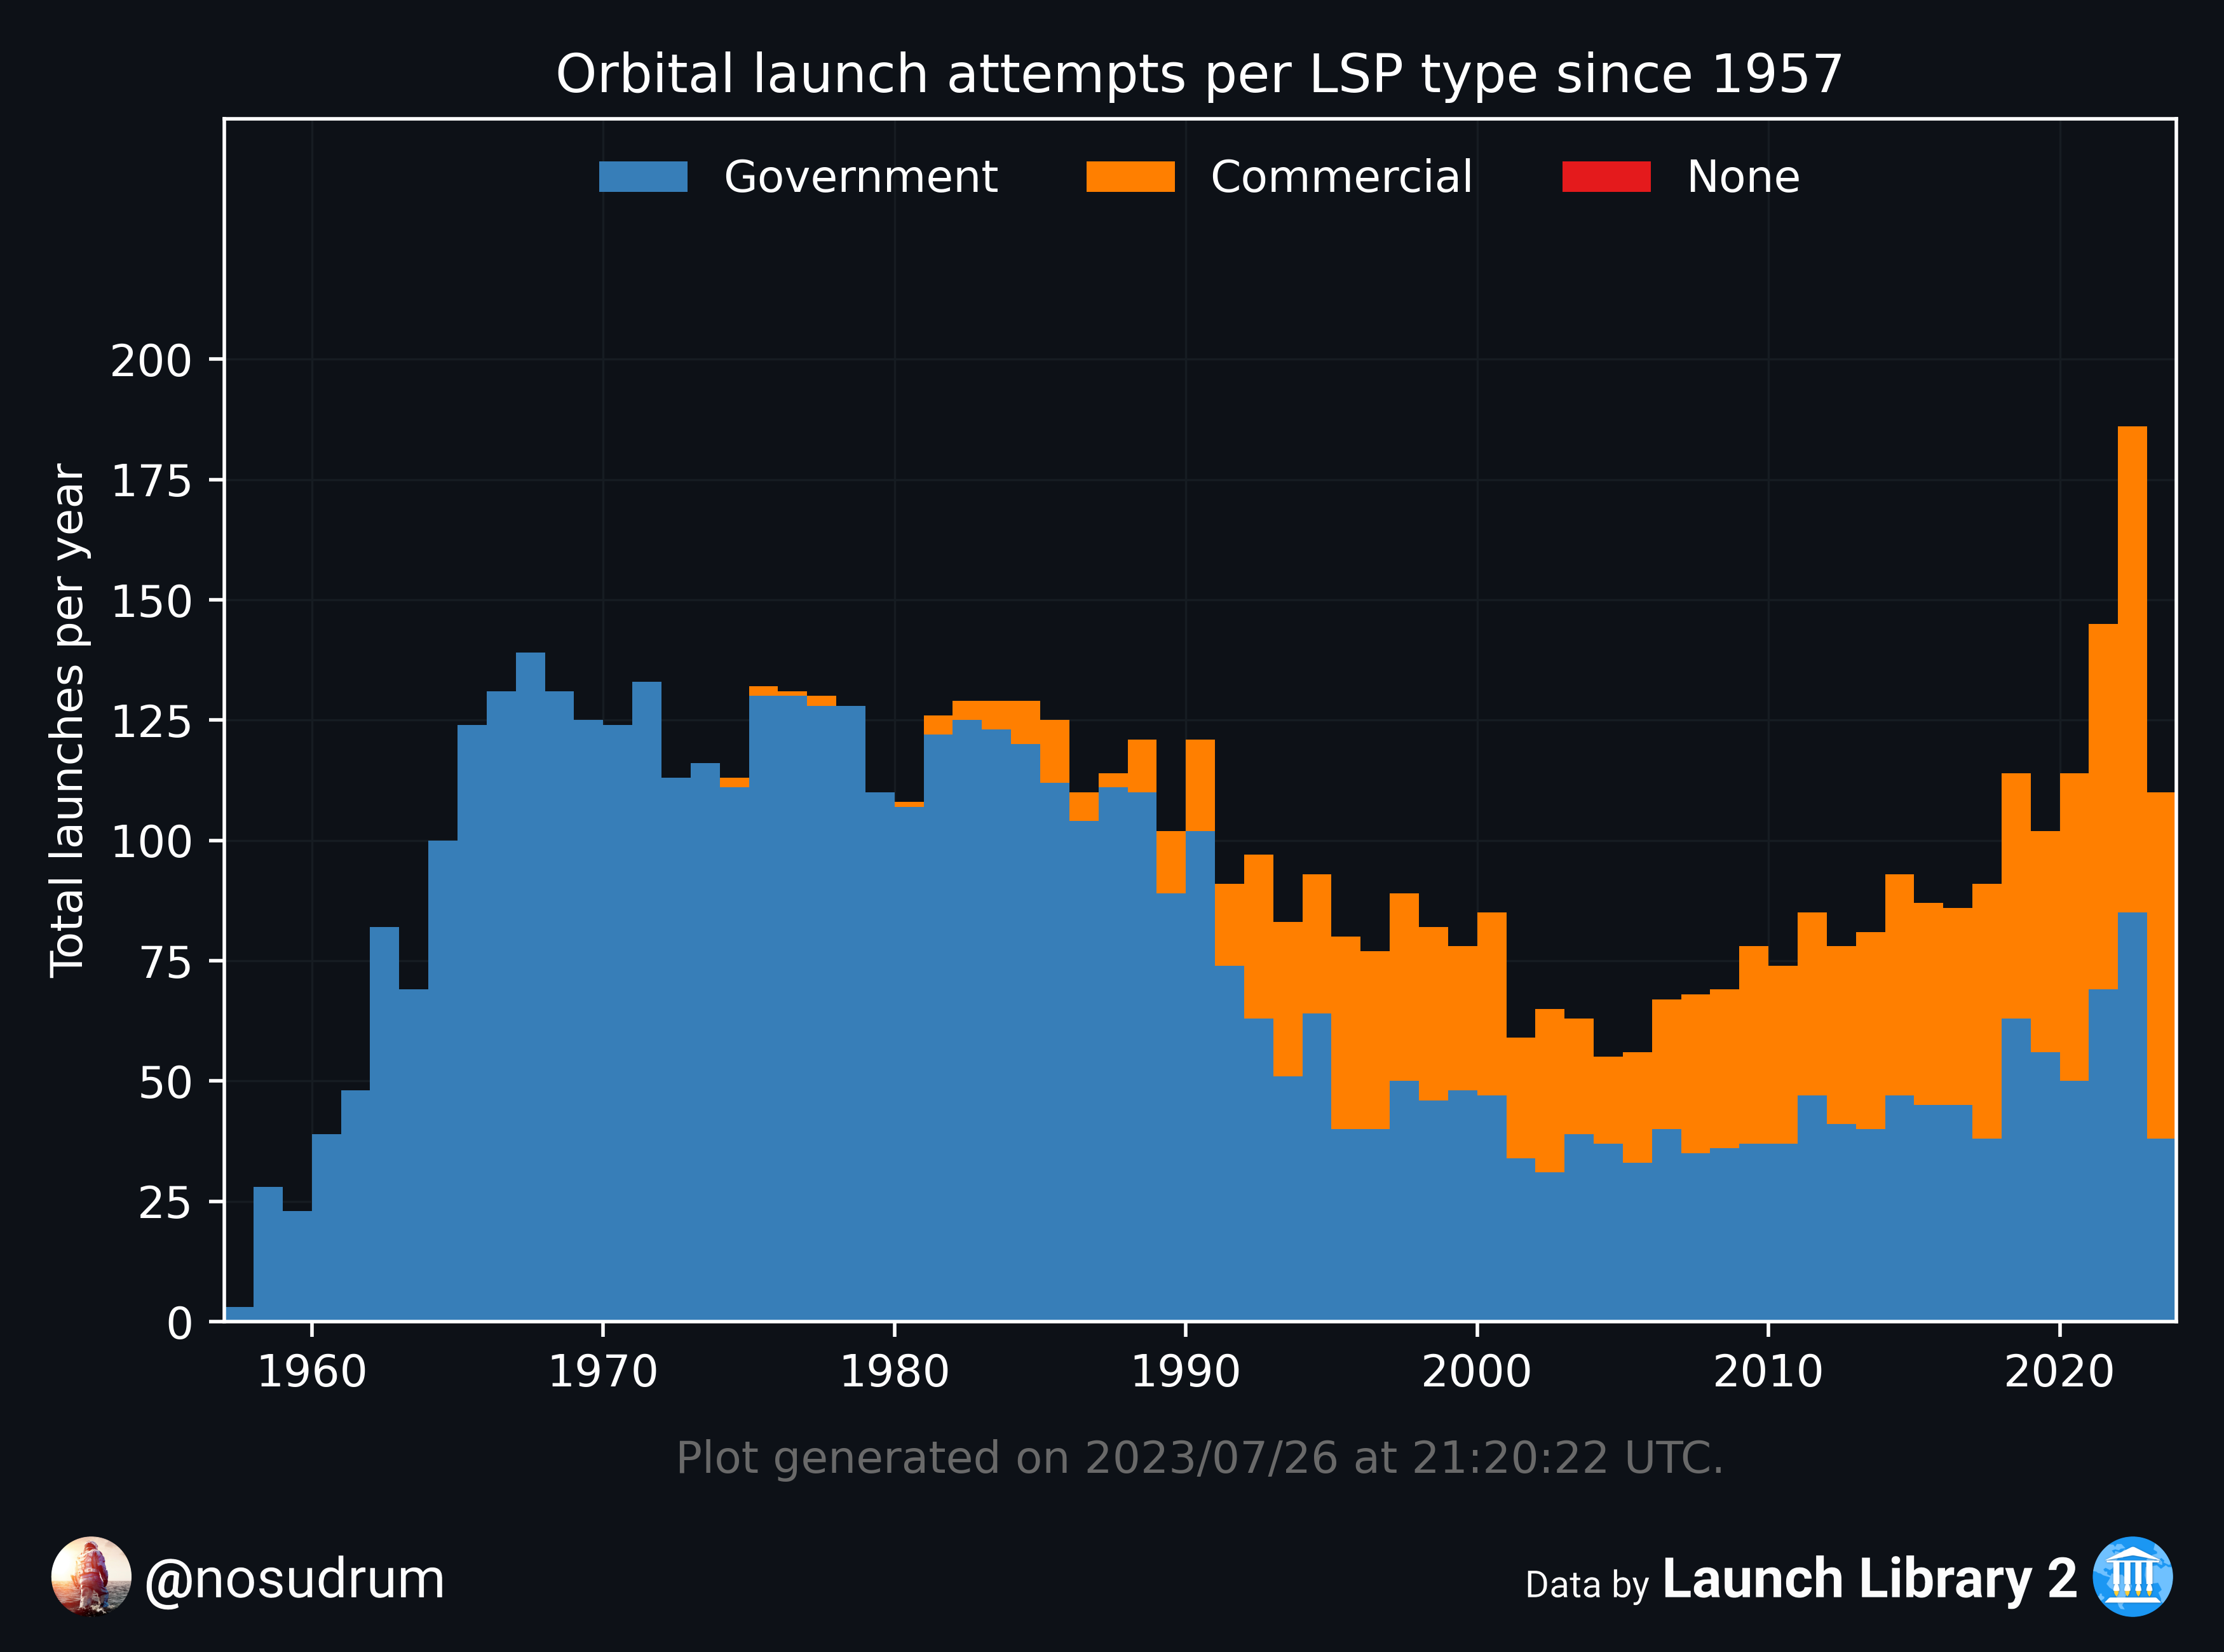 Orbital launch attempts per LSP type since 1957
Government Commercial None
Total launches per year
200
175
150
125
100
75
50
25
0
1960 1970 1980 1990 2000 2010 2020
Plot generated on 2023/07/26 at 21:20:22 UTC.
@nosudrum
Data by Launch Library 2